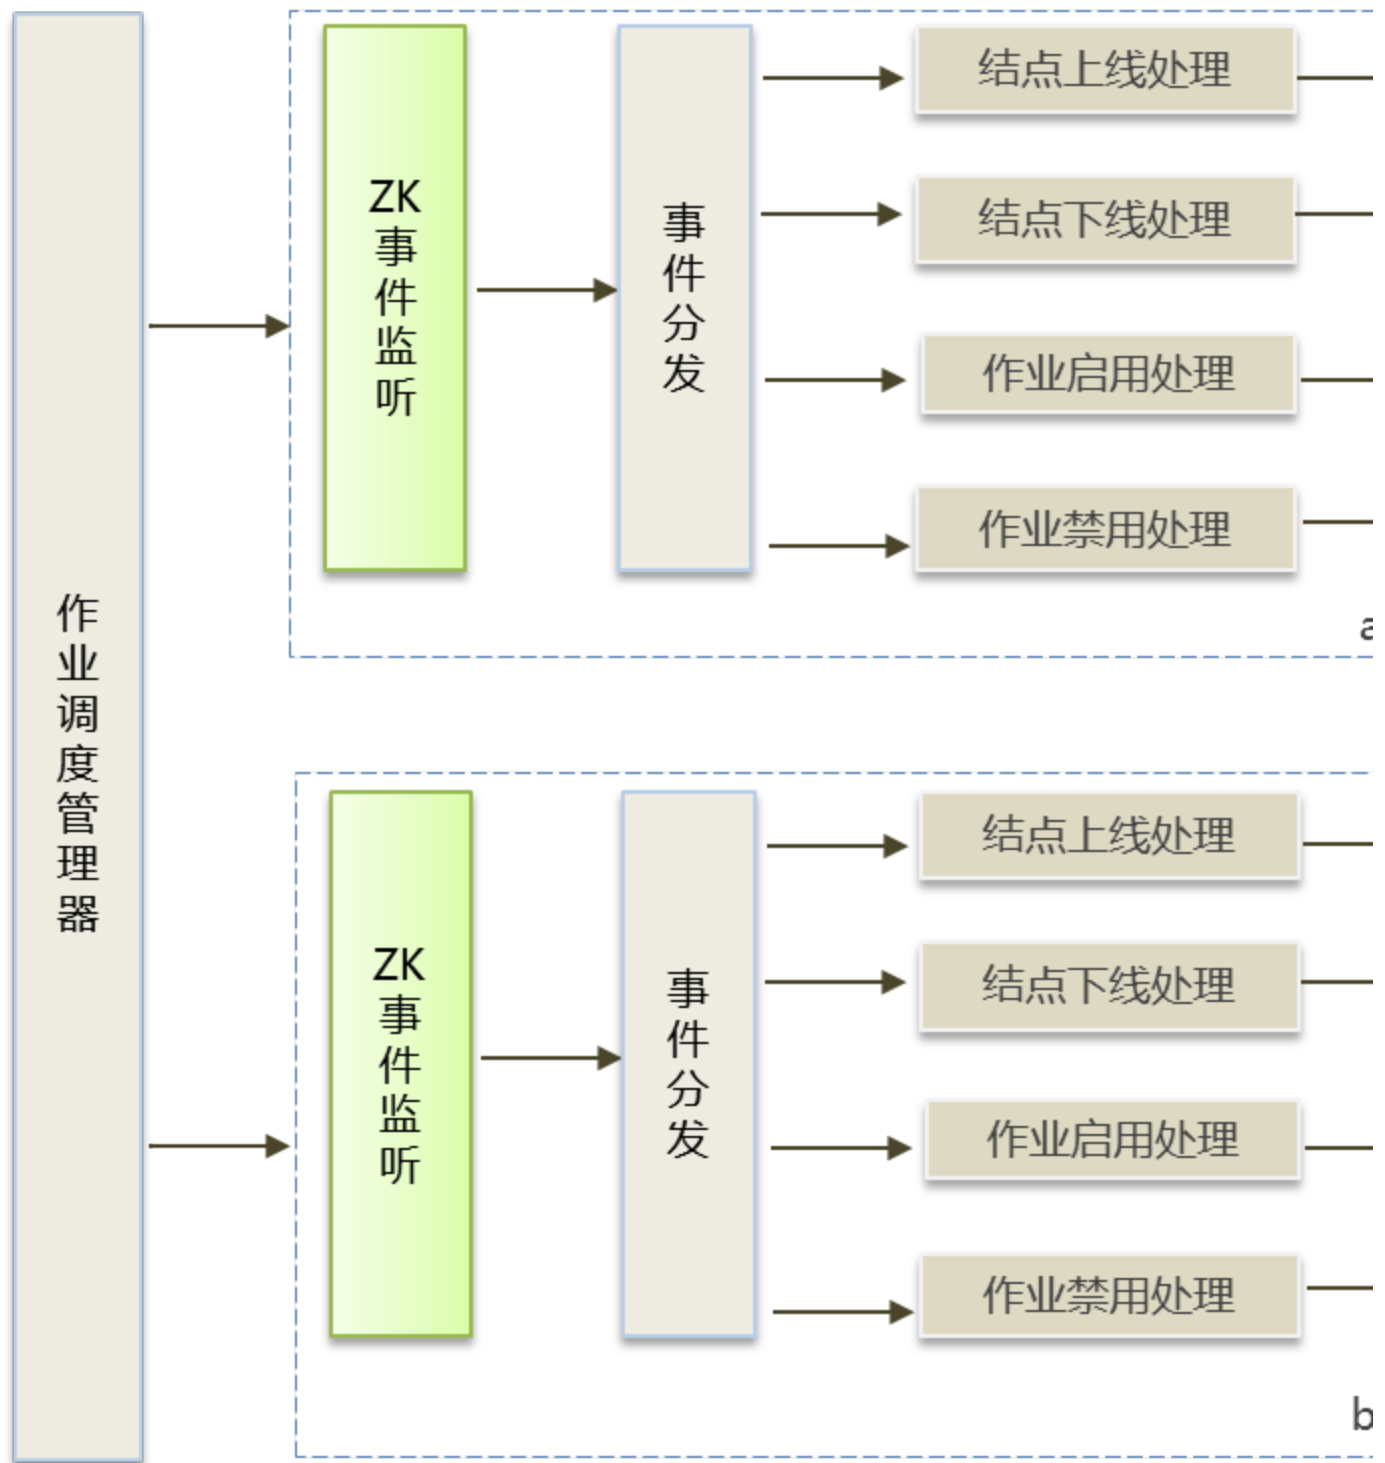 作业调度管理器
ZK事件监听
事件分发
结点上线处理
结点下线处理
作业启用处理
作业禁用处理
a
ZK事件监听
事件分发
结点上线处理
结点下线处理
作业启用处理
作业禁用处理
b